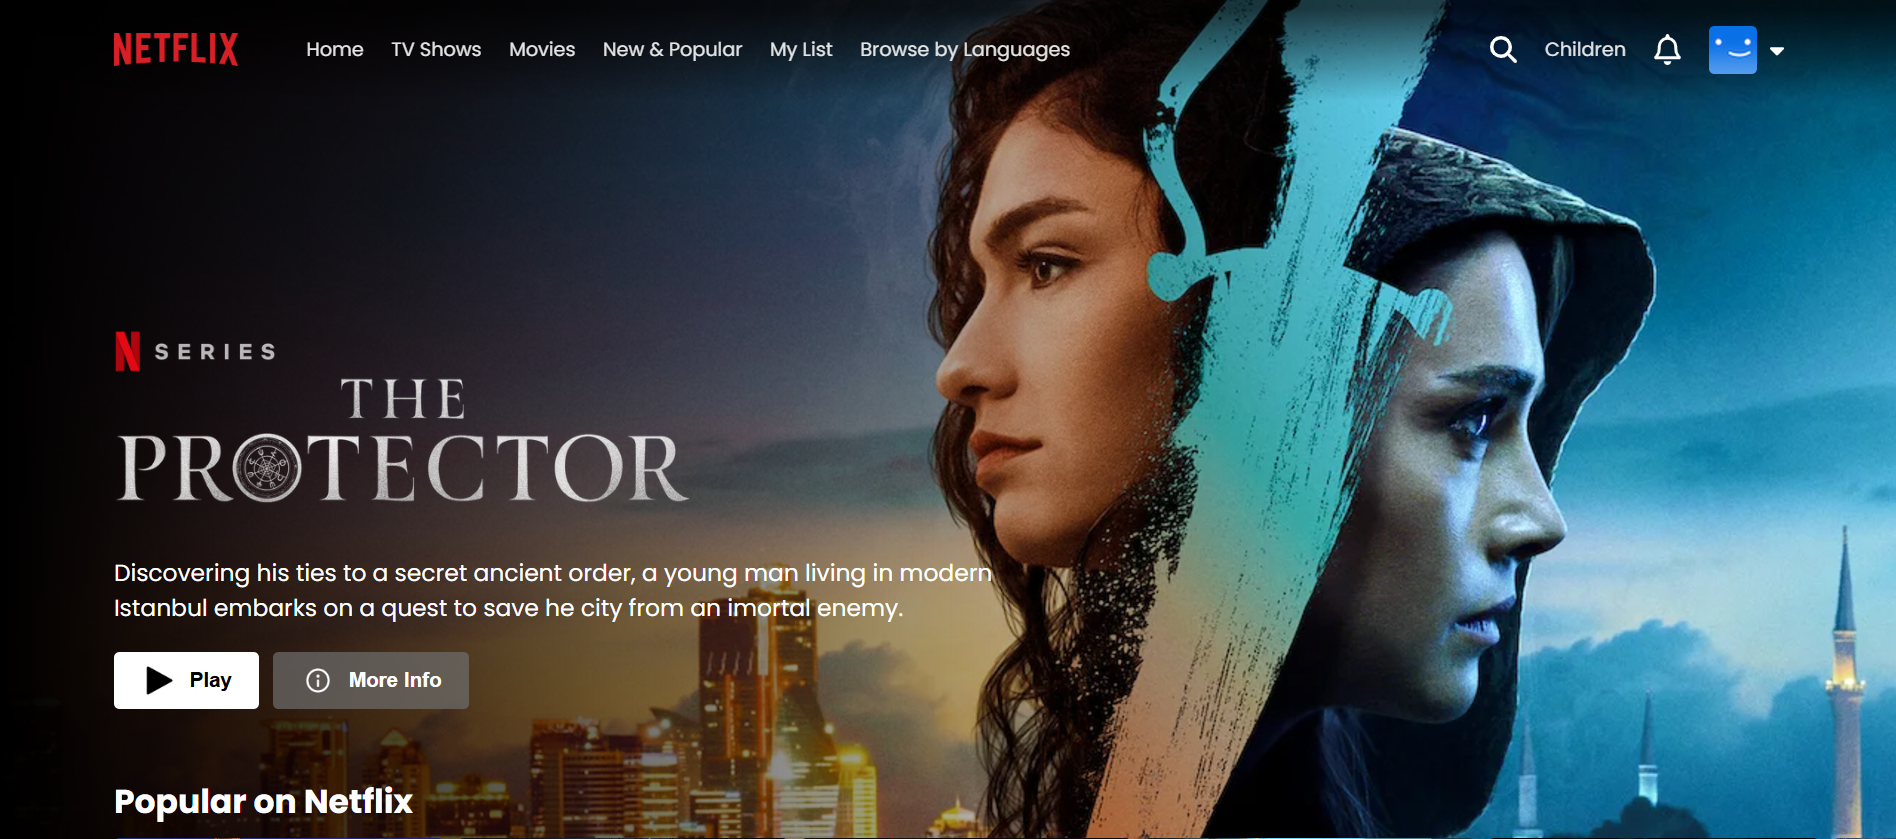 NETFLIX Home TV Shows Movies New & Popular My List Browse by Languages Children
N SERIES
THE
PROTECTOR
Discovering his ties to a secret ancient order, a young man living in modern
Istanbul embarks on a quest to save he city from an imortal enemy.
Play More Info
Popular on Netflix